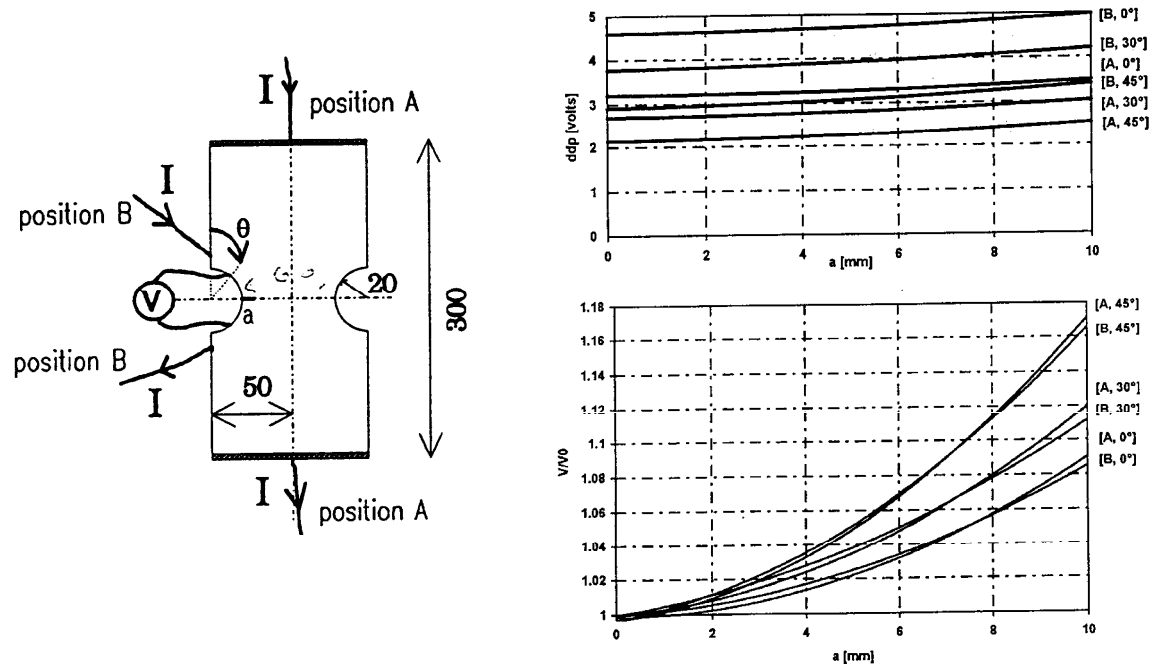 I
position A
I
position B
θ
20
V
a
300
position B
I
50
I
position A
5
4
3
2
1
0
ddp [volts]
0
2
4
6
8
10
a [mm]
[B, 0°]
[B, 30°]
[A, 0°]
[B, 45°]
[A, 30°]
[A, 45°]
1.18
1.16
1.14
1.12
1.1
1.08
1.06
1.04
1.02
1
V/V0
0
2
4
6
8
10
a [mm]
[A, 45°]
[B, 45°]
[A, 30°]
[B, 30°]
[A, 0°]
[B, 0°]